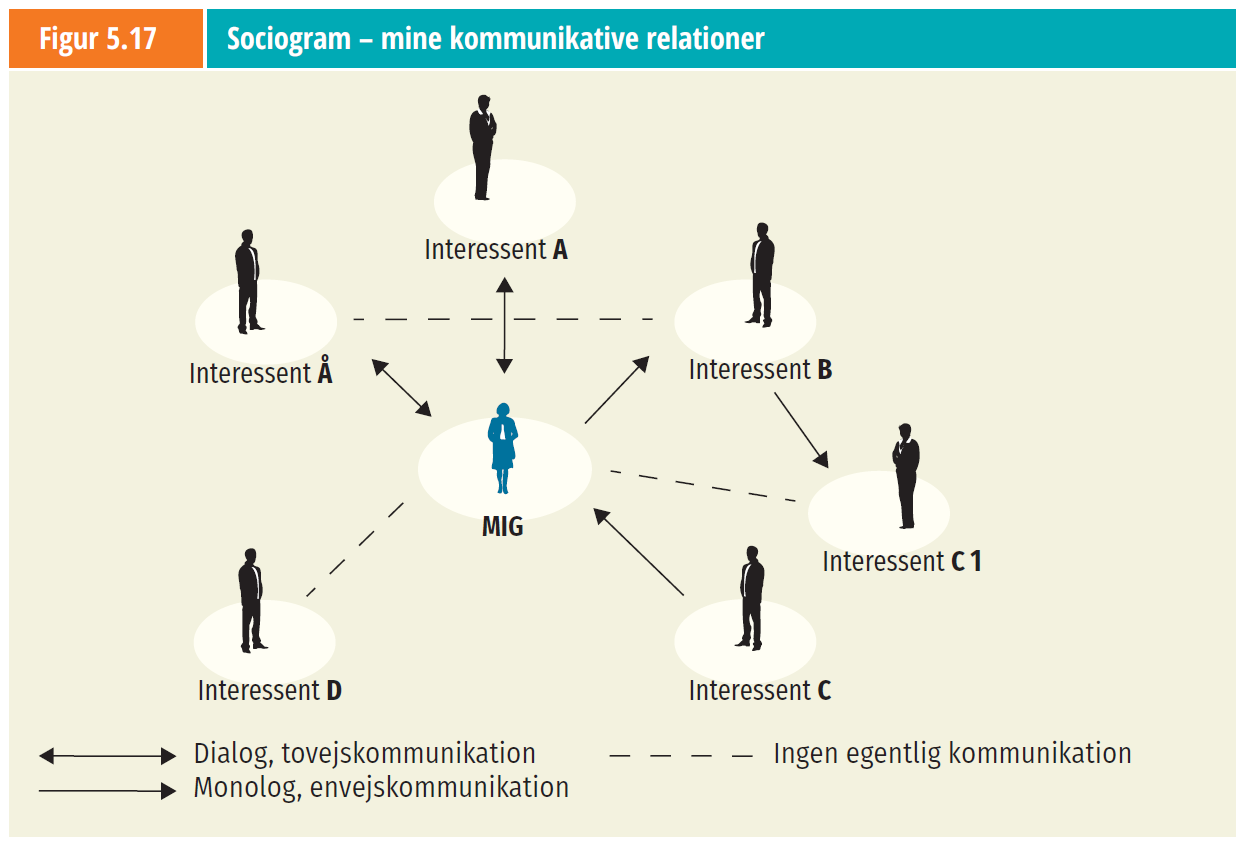 Figur 5.17
Sociogram – mine kommunikative relationer
Interessent A
Interessent Å
Interessent B
MIG
Interessent C 1
Interessent D
Interessent C
Dialog, tovejskommunikation
Ingen egentlig kommunikation
Monolog, envejskommunikation